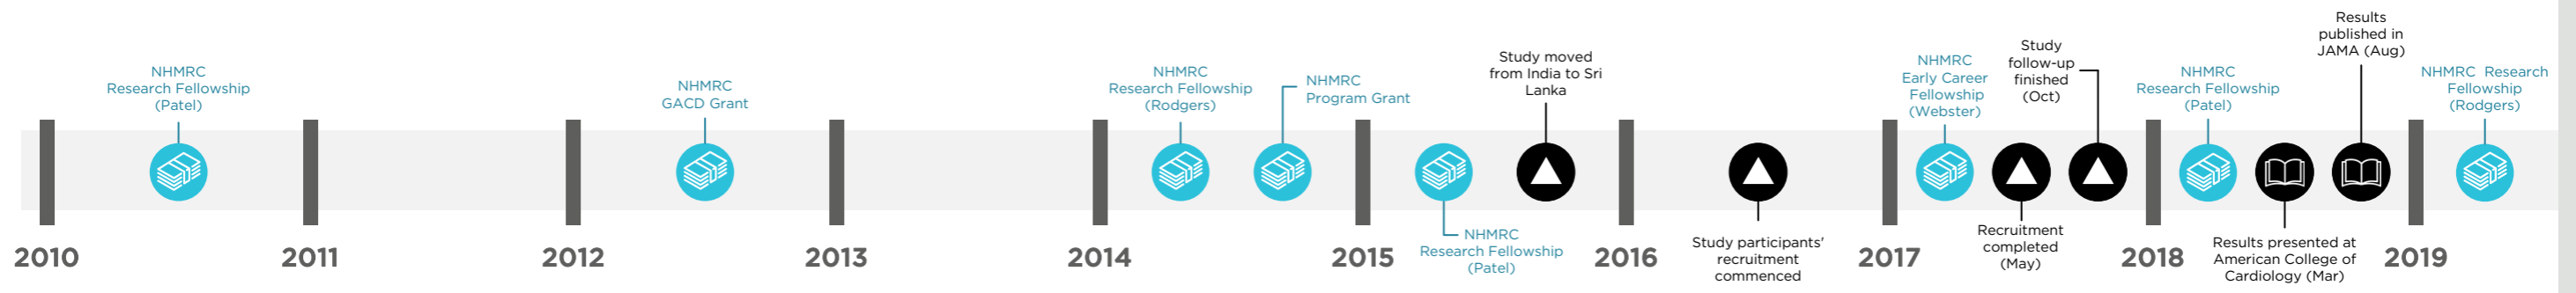 NHMRC
Research Fellowship
(Patel)
NHMRC
GACD Grant
NHMRC
Research Fellowship
(Rodgers)
NHMRC
Program Grant
NHMRC
Research Fellowship
(Patel)
Study moved
from India to Sri
Lanka
Study participants'
recruitment
commenced
NHMRC
Early Career
Fellowship
(Webster)
Recruitment
completed
(May)
Study
follow-up
finished
(Oct)
NHMRC
Research Fellowship
(Patel)
Results presented at
American College of
Cardiology (Mar)
Results
published in
JAMA (Aug)
NHMRC Research
Fellowship
(Rodgers)
2010
2011
2012
2013
2014
2015
2016
2017
2018
2019